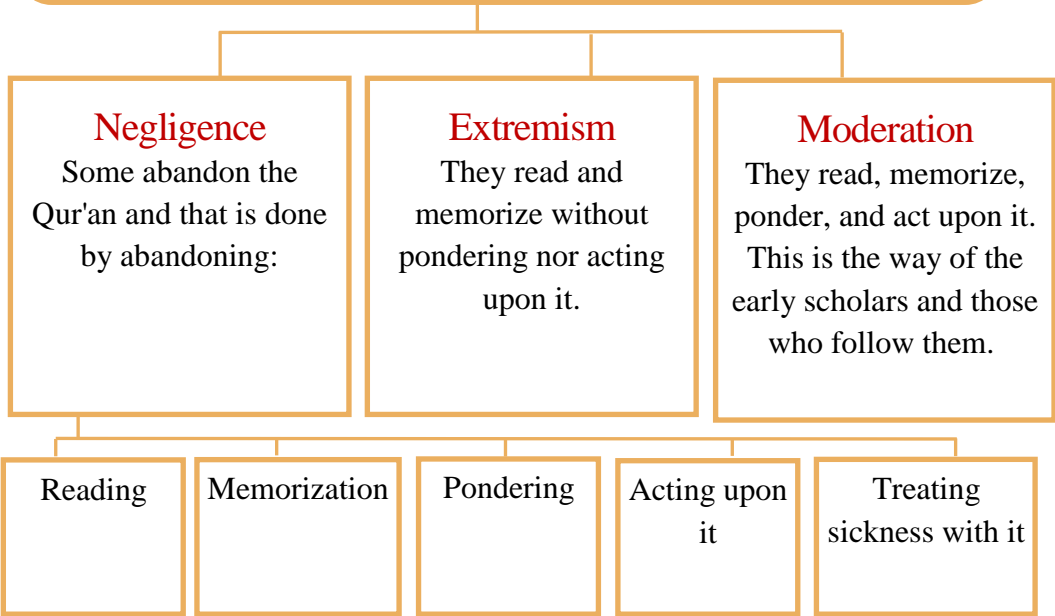 Negligence
Some abandon the
Qur'an and that is done
by abandoning:
Extremism
They read and
memorize without
pondering nor acting
upon it.
Moderation
They read, memorize,
ponder, and act upon it.
This is the way of the
early scholars and those
who follow them.
Reading
Memorization
Pondering
Acting upon
it
Treating
sickness with it